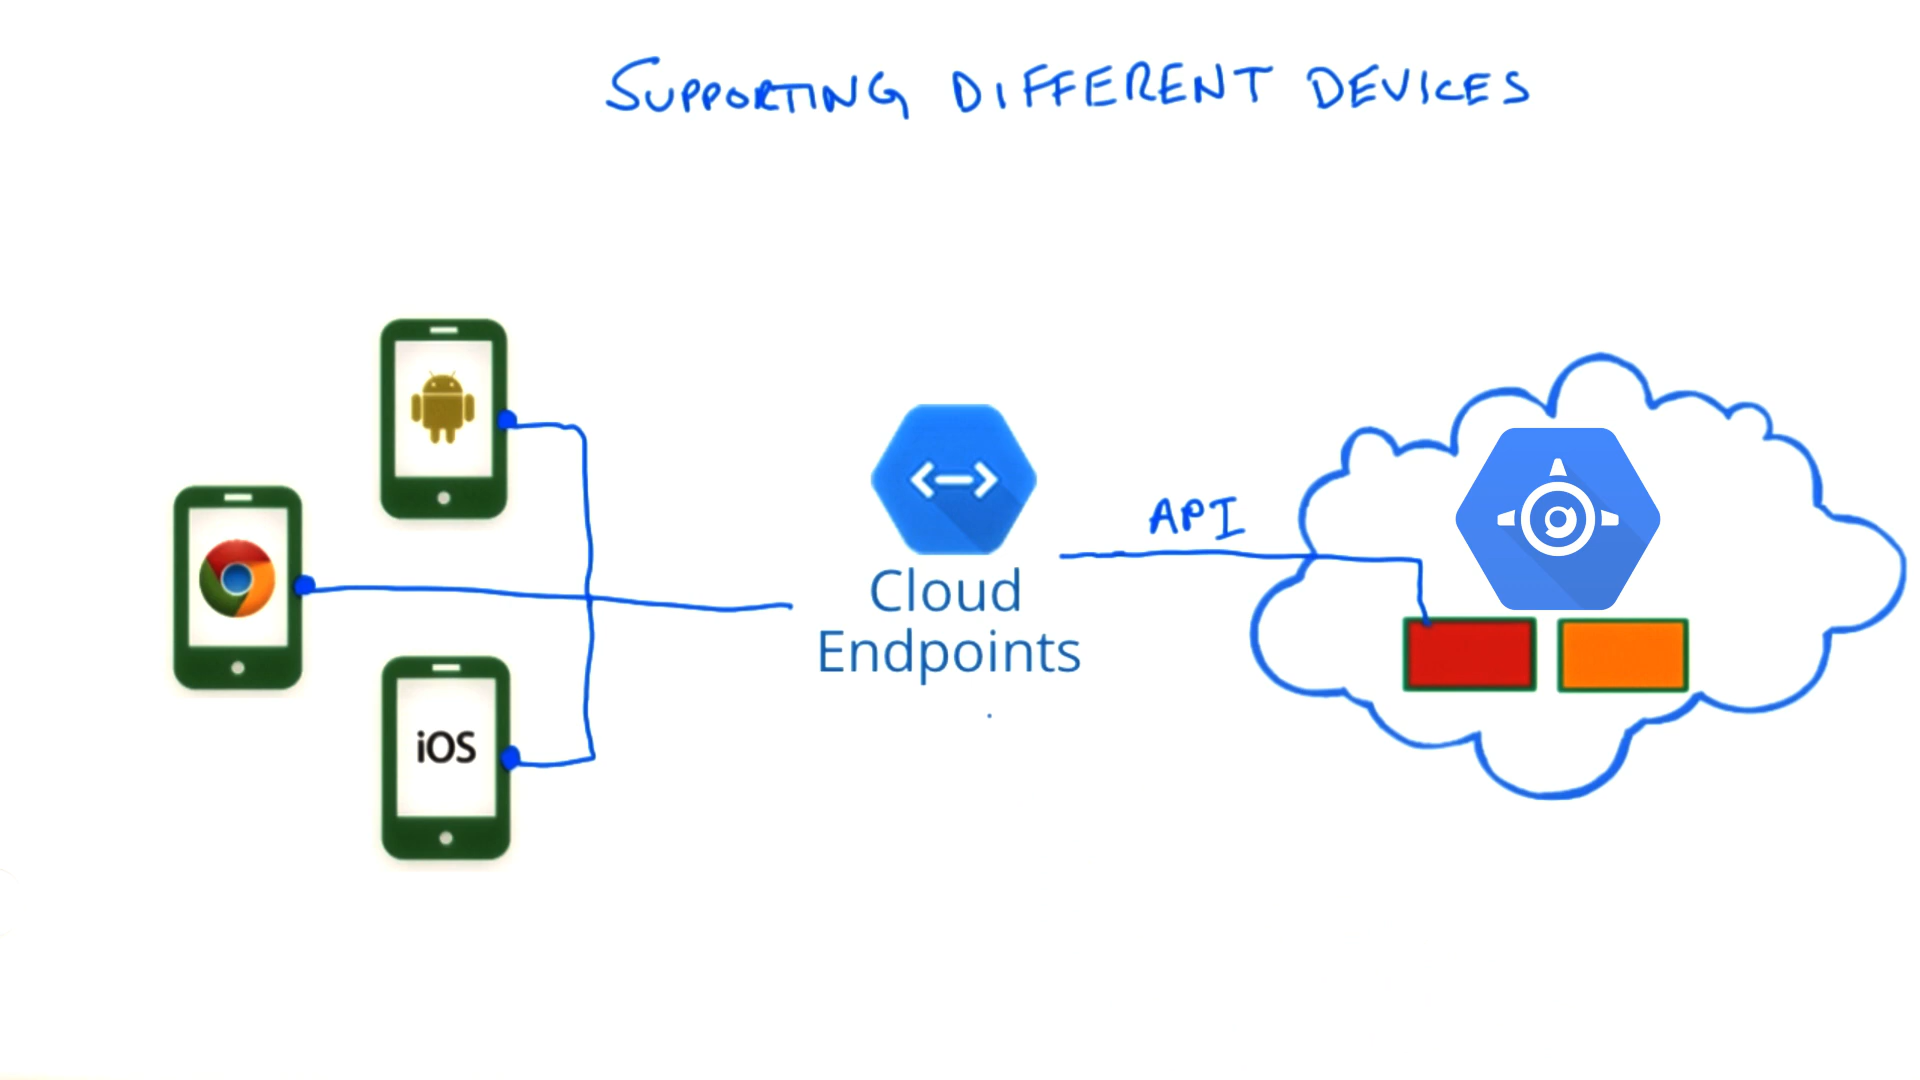 SUPPORTING DIFFERENT DEVICES
API
Cloud
Endpoints
iOS